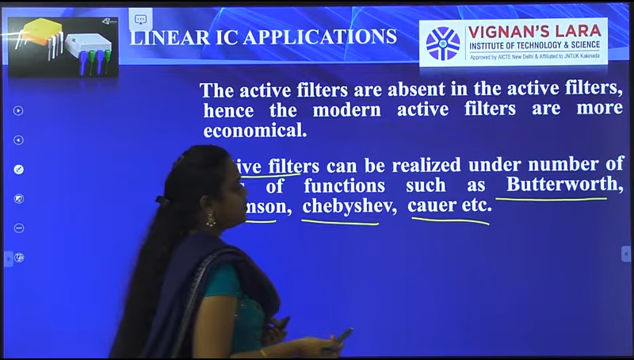 LINEAR IC APPLICATIONS
VIGNAN'S LARA
INSTITUTE OF TECHNOLOGY & SCIENCE
Approved by AICTE New Delhi & Affiliated to JNTUK Kakinada
The active filters are absent in the active filters,
hence the modern active filters are more
economical.
ive filters can be realized under number of
of functions such as Butterworth,
nson, chebyshev, cauer etc.